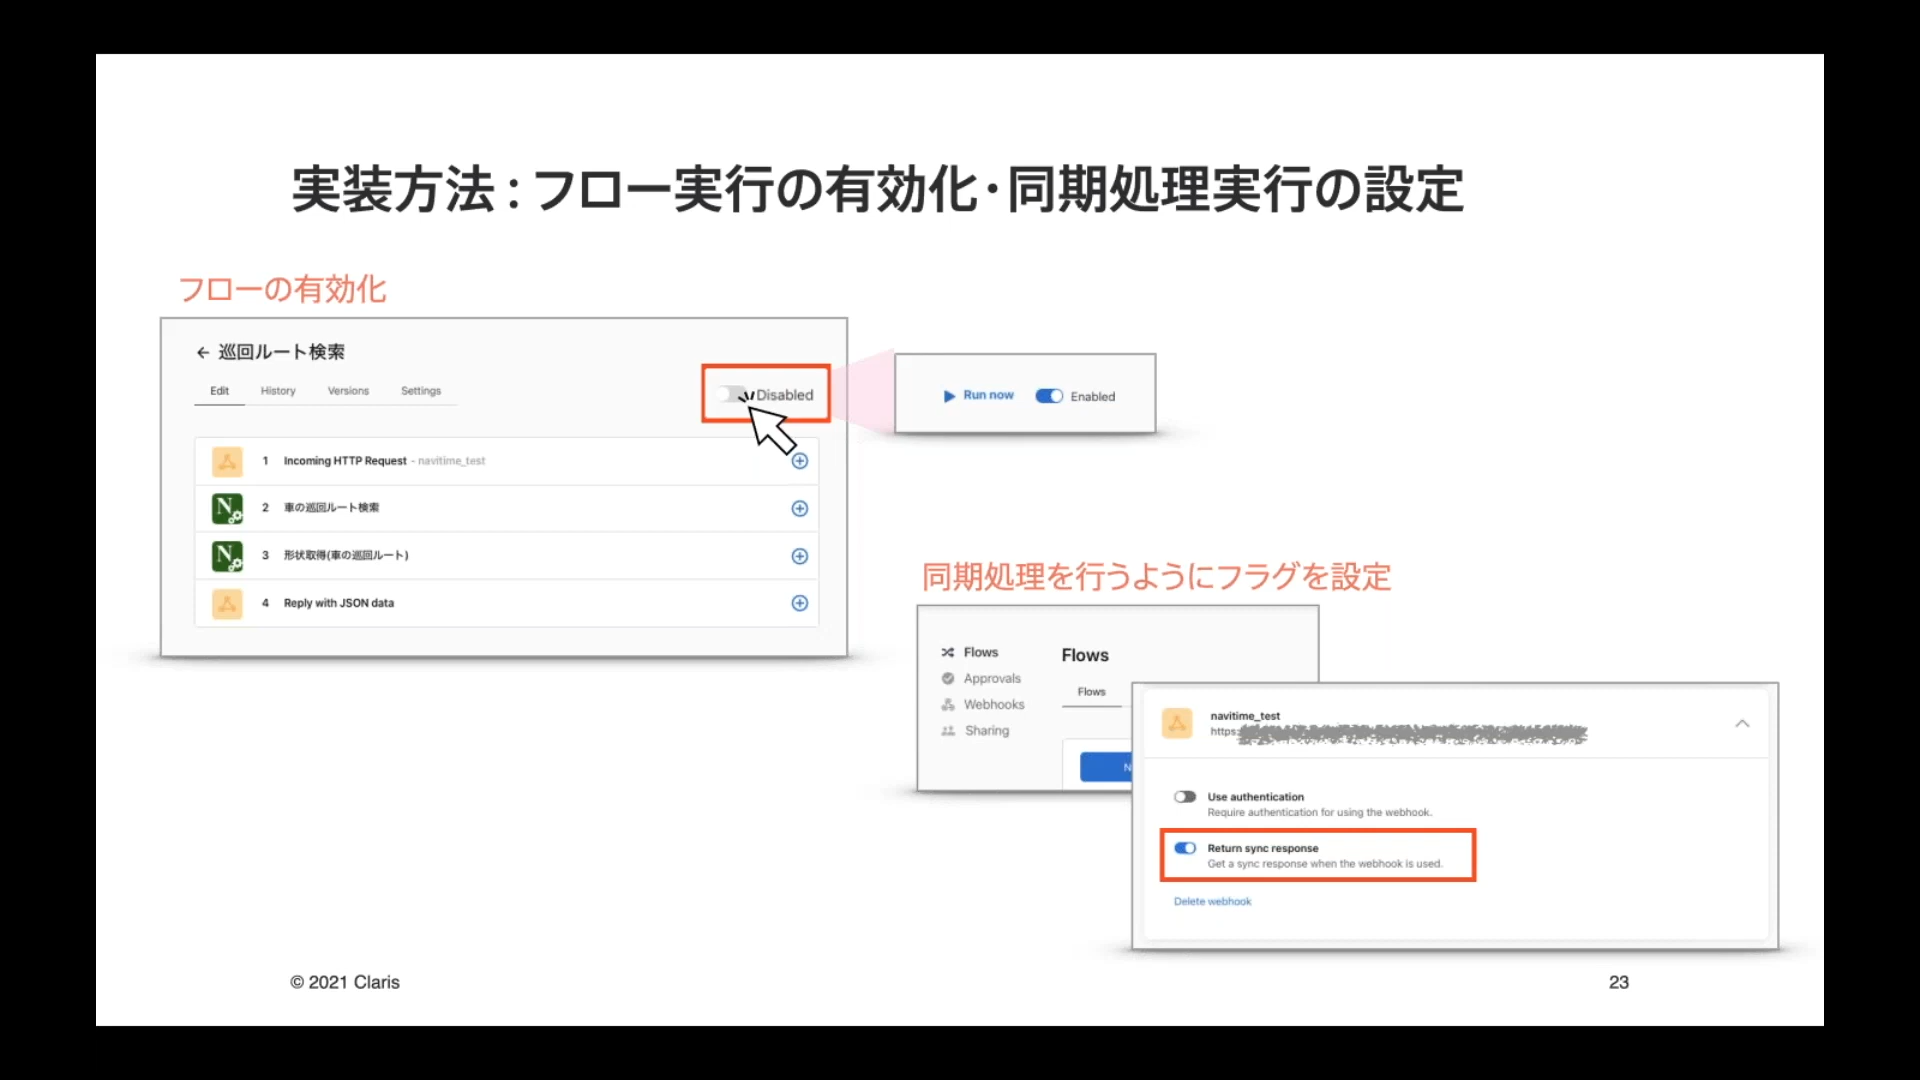 実装方法 : フロー実行の有効化･同期処理実行の設定
フローの有効化
← 巡回ルート検索
Edit History Versions Settings
Disabled
Run now Enabled
1 Incoming HTTP Request - navitime_test
2 車の巡回ルート検索
3 形状取得(車の巡回ルート)
4 Reply with JSON data
同期処理を行うようにフラグを設定
Flows
Approvals
Webhooks
Sharing
Flows
Flows
N
navitime_test
https:
Use authentication
Require authentication for using the webhook.
Return sync response
Get a sync response when the webhook is used.
Delete webhook
© 2021 Claris
23